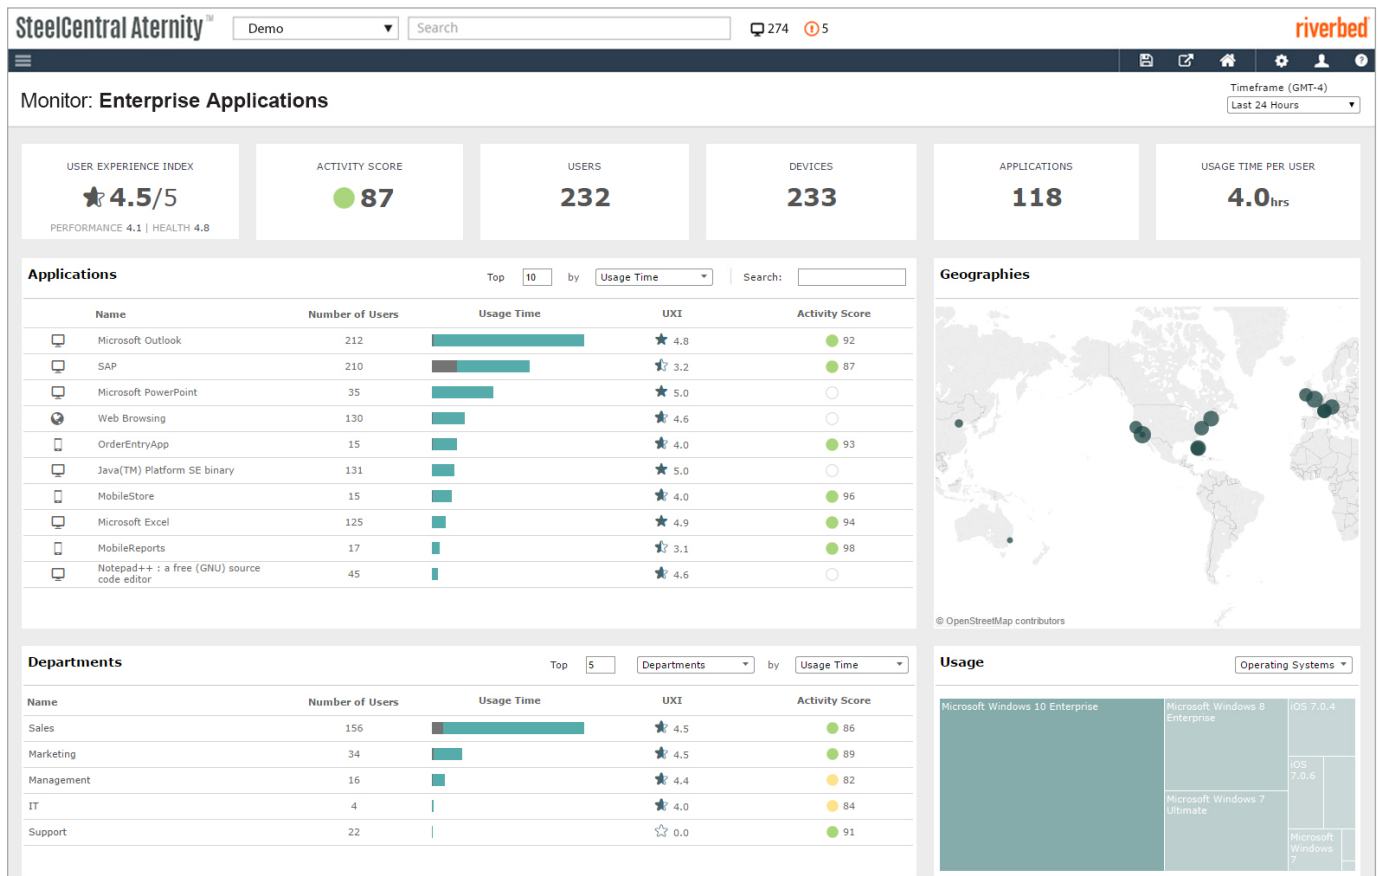 SteelCentral Aternity™ Demo Search 274 5 riverbed
Monitor: Enterprise Applications
Timeframe (GMT-4)
Last 24 Hours
USER EXPERIENCE INDEX
4.5/5
PERFORMANCE 4.1 | HEALTH 4.8
ACTIVITY SCORE
87
USERS
232
DEVICES
233
APPLICATIONS
118
USAGE TIME PER USER
4.0hrs
Applications Top 10 by Usage Time Search:
Name Number of Users Usage Time UXI Activity Score
Microsoft Outlook 212 4.8 92
SAP 210 3.2 87
Microsoft PowerPoint 35 5.0
Web Browsing 130 4.6
OrderEntryApp 15 4.0 93
Java(TM) Platform SE binary 131 5.0
MobileStore 15 4.0 96
Microsoft Excel 125 4.9 94
MobileReports 17 3.1 98
Notepad++ : a free (GNU) source
code editor 45 4.6
Geographies
© OpenStreetMap contributors
Departments Top 5 Departments by Usage Time
Name Number of Users Usage Time UXI Activity Score
Sales 156 4.5 86
Marketing 34 4.5 89
Management 16 4.4 82
IT 4 4.0 84
Support 22 0.0 91
Usage Operating Systems
Microsoft Windows 10 Enterprise
Microsoft Windows 8
Enterprise
Microsoft Windows 7
Ultimate
iOS 7.0.4
iOS
7.0.6
Microsoft
Windows
7